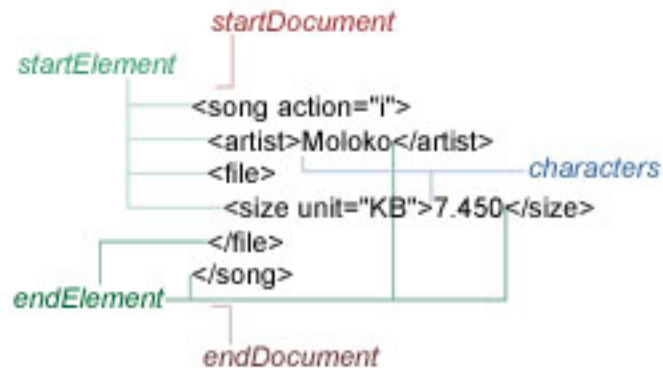 startDocument
startElement
<song action="i">
<artist>Moloko</artist>
<file>
characters
<size unit="KB">7.450</size>
</file>
</song>
endElement
endDocument